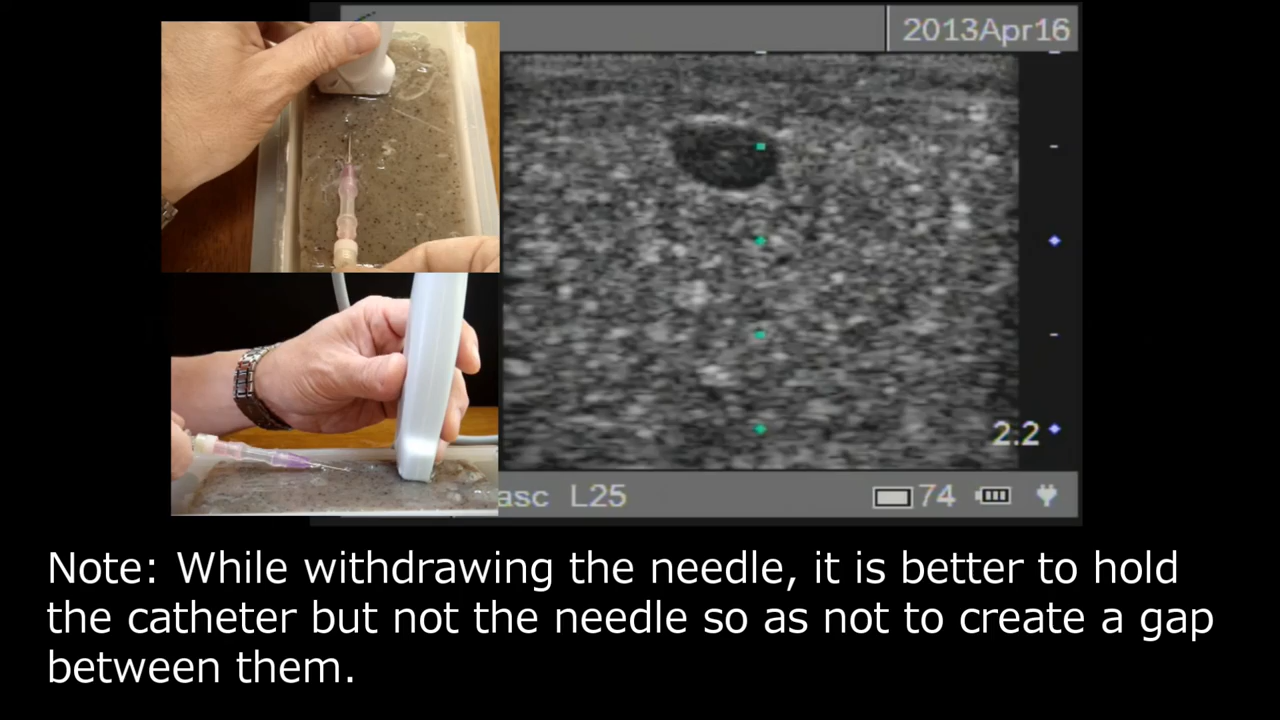 2013Apr16
2.2
asc L25
74
Note: While withdrawing the needle, it is better to hold
the catheter but not the needle so as not to create a gap
between them.